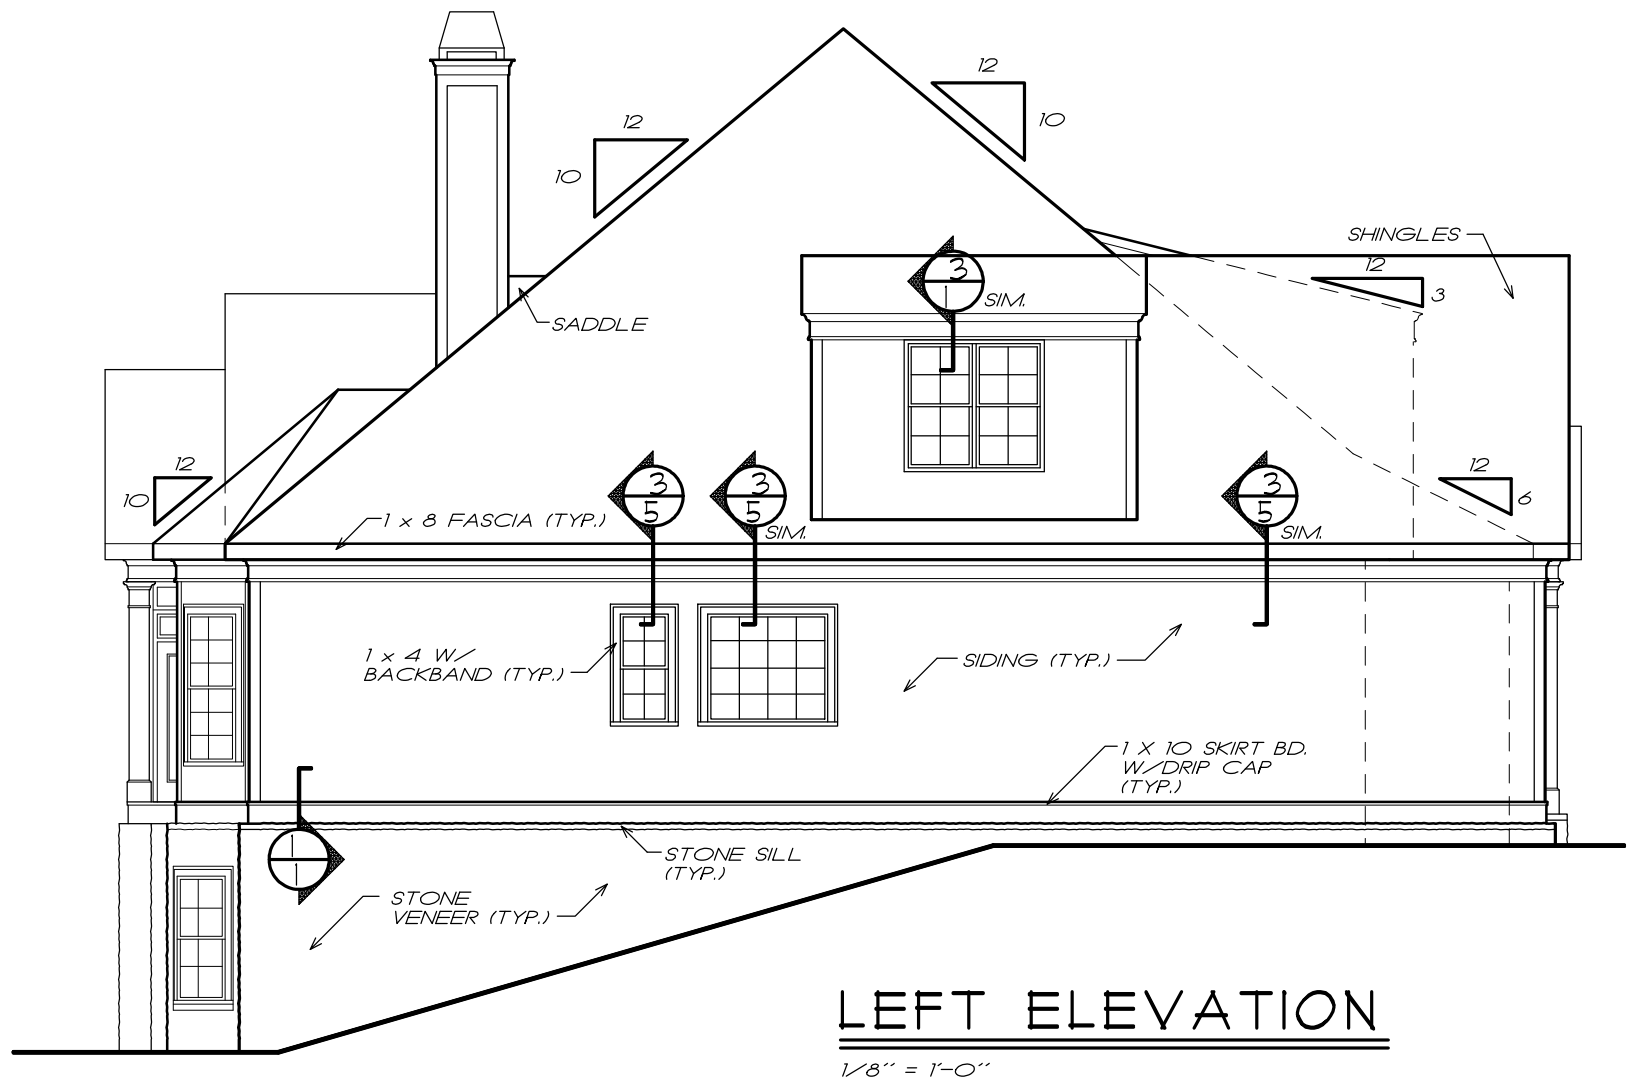 12
12
10
10
SHINGLES
12
3
1
SIM.
3
SADDLE
12
10
12
6
3
5
3
5
SIM.
3
5
SIM.
1 x 8 FASCIA (TYP.)
1 x 4 W/
BACKBAND (TYP.)
SIDING (TYP.)
1 X 10 SKIRT BD.
W/DRIP CAP
(TYP.)
1
1
STONE SILL
(TYP.)
STONE
VENEER (TYP.)
LEFT ELEVATION
1/8" = 1'-0"